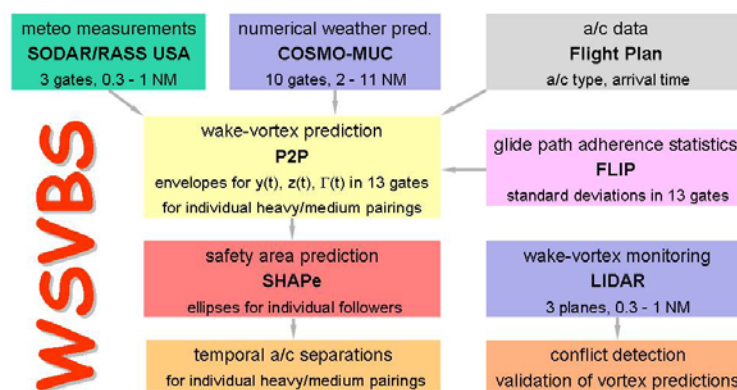 meteo measurements
SODAR/RASS USA
3 gates, 0.3 - 1 NM
numerical weather pred.
COSMO-MUC
10 gates, 2 - 11 NM
a/c data
Flight Plan
a/c type, arrival time
WSVBS
wake-vortex prediction
P2P
envelopes for y(t), z(t), Γ(t) in 13 gates
for individual heavy/medium pairings
glide path adherence statistics
FLIP
standard deviations in 13 gates
safety area prediction
SHAPe
ellipses for individual followers
wake-vortex monitoring
LIDAR
3 planes, 0.3 - 1 NM
temporal a/c separations
for individual heavy/medium pairings
conflict detection
validation of vortex predictions